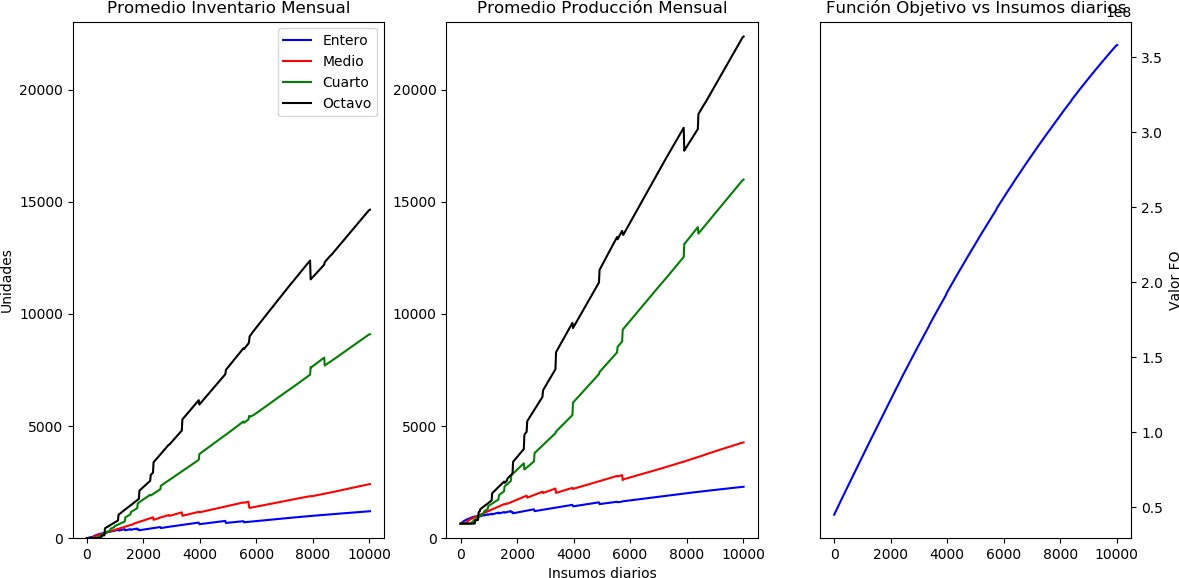 Promedio Inventario Mensual
Unidades
20000
15000
10000
5000
0
0 2000 4000 6000 8000 10000
Entero
Medio
Cuarto
Octavo
Promedio Producción Mensual
20000
15000
10000
5000
0
0 2000 4000 6000 8000 10000
Insumos diarios
Función Objetivo vs Insumos diarios
1e8
3.5
3.0
2.5
2.0
1.5
1.0
0.5
Valor FO
0 2000 4000 6000 8000 10000